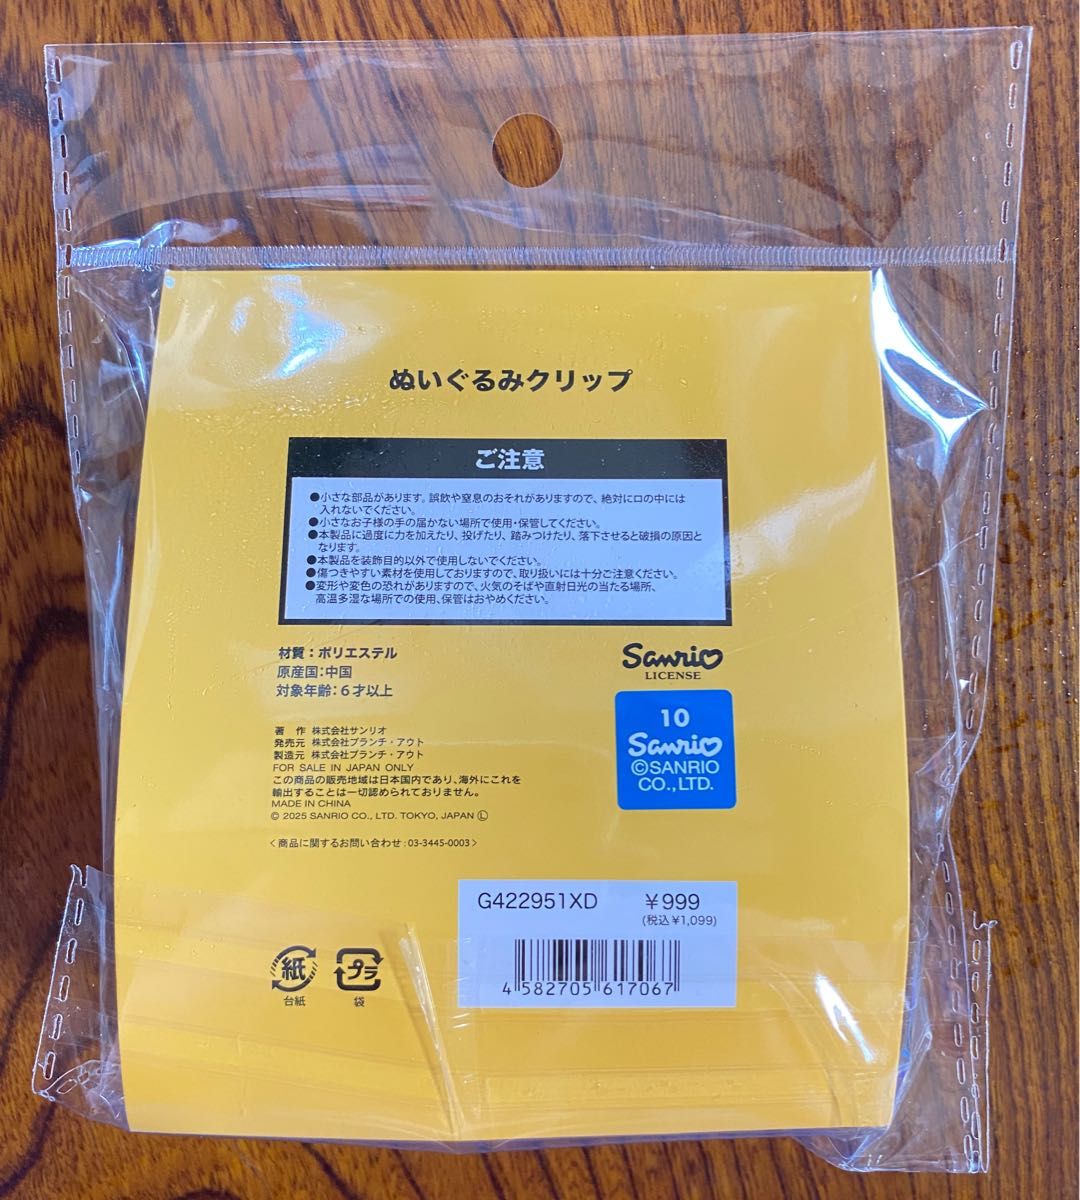 ぬいぐるみクリップ
ご注意
●小さな部品があります。誤飲や窒息のおそれがありますので、絶対に口の中には
入れないでください。
●小さなお子様の手の届かない場所で使用・保管してください。
●本製品に過度に力を加えたり、投げたり、踏みつけたり、落下させると破損の原因と
なります。
●本製品を装飾目的以外で使用しないでください。
●傷つきやすい素材を使用しておりますので、取り扱いには十分ご注意ください。
●変形や変色の恐れがありますので、火気のそばや直射日光の当たる場所、
高温多湿な場所での使用、保管はおやめください。
材質：ポリエステル
原産国：中国
対象年齢：6才以上
著 作 株式会社サンリオ
発売元 株式会社ブランチ・アウト
製造元 株式会社ブランチ・アウト
FOR SALE IN JAPAN ONLY
この商品の販売地域は日本国内であり、海外にこれを
輸出することは一切認められておりません。
MADE IN CHINA
© 2025 SANRIO CO., LTD. TOKYO, JAPAN Ⓛ
〈商品に関するお問い合わせ：03-3445-0003〉
Sanrio
LICENSE
10
Sanrio
©SANRIO
CO.,LTD.
G422951XD ￥999
(税込￥1,099)
4 582705 617067
紙
台紙
プラ
袋